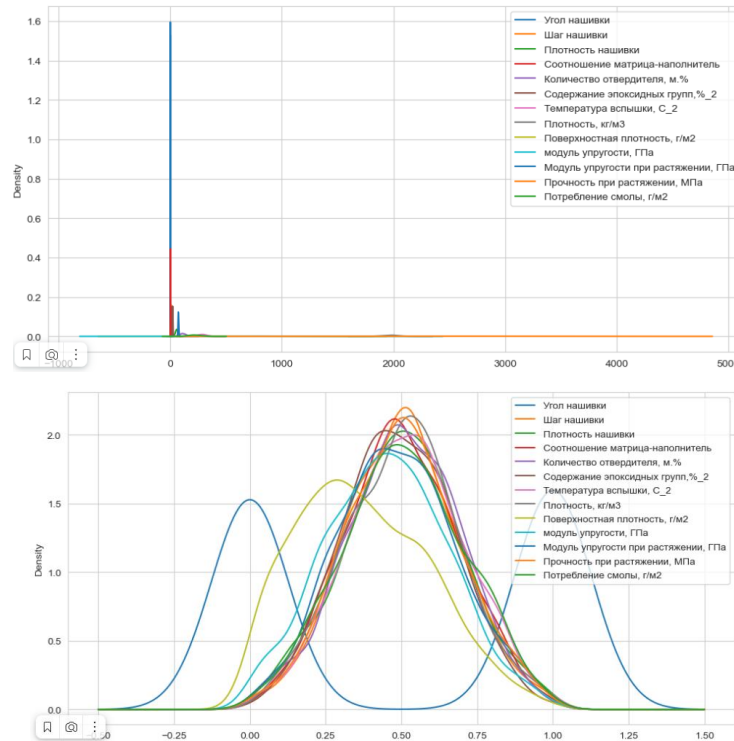 1.6
1.4
1.2
1.0
0.8
0.6
0.4
0.2
0.0
Density
−1000 0 1000 2000 3000 4000 500
Угол нашивки
Шаг нашивки
Плотность нашивки
Соотношение матрица-наполнитель
Количество отвердителя, м.%
Содержание эпоксидных групп,%_2
Температура вспышки, С_2
Плотность, кг/м3
Поверхностная плотность, г/м2
модуль упругости, ГПа
Модуль упругости при растяжении, ГПа
Прочность при растяжении, МПа
Потребление смолы, г/м2
2.0
1.5
1.0
0.5
0.0
Density
−0.25 0.00 0.25 0.50 0.75 1.00 1.25 1.50
Угол нашивки
Шаг нашивки
Плотность нашивки
Соотношение матрица-наполнитель
Количество отвердителя, м.%
Содержание эпоксидных групп,%_2
Температура вспышки, С_2
Плотность, кг/м3
Поверхностная плотность, г/м2
модуль упругости, ГПа
Модуль упругости при растяжении, ГПа
Прочность при растяжении, МПа
Потребление смолы, г/м2